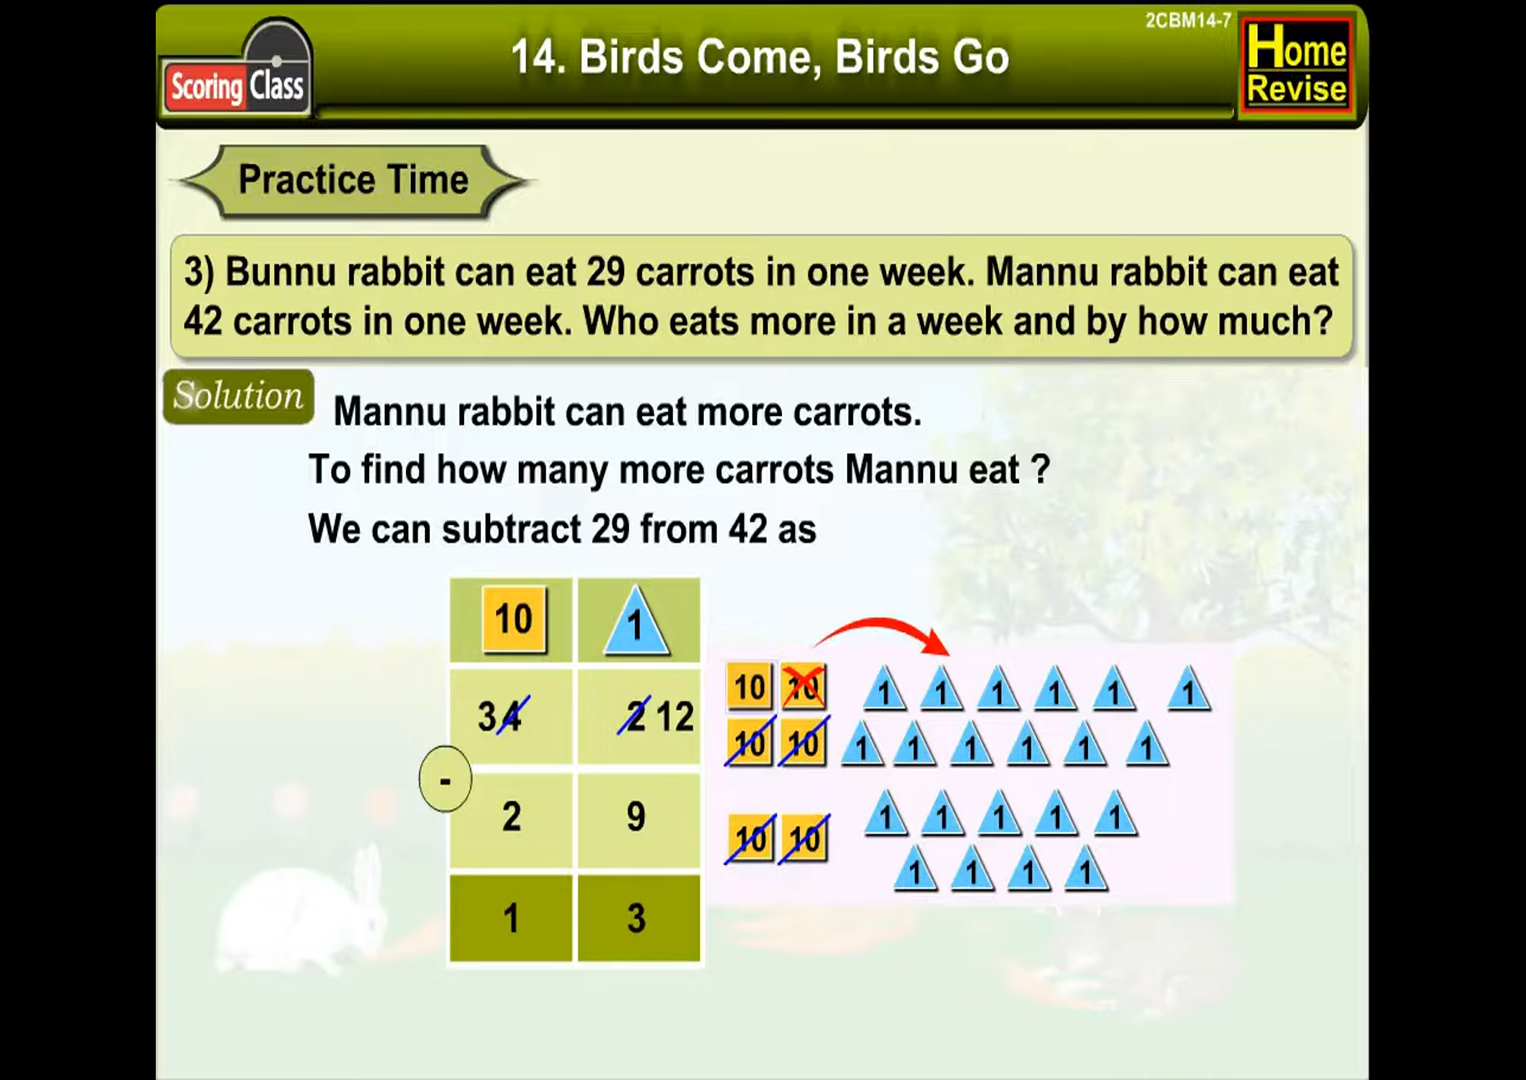 2CBM14-7
Scoring Class
14. Birds Come, Birds Go
Home
Revise
Practice Time
3) Bunnu rabbit can eat 29 carrots in one week. Mannu rabbit can eat
42 carrots in one week. Who eats more in a week and by how much?
Solution
Mannu rabbit can eat more carrots.
To find how many more carrots Mannu eat ?
We can subtract 29 from 42 as
10 1
34 2 12
-
2 9
1 3
10 10 1 1 1 1 1 1
10 10 1 1 1 1 1 1
10 10 1 1 1 1 1
1 1 1 1